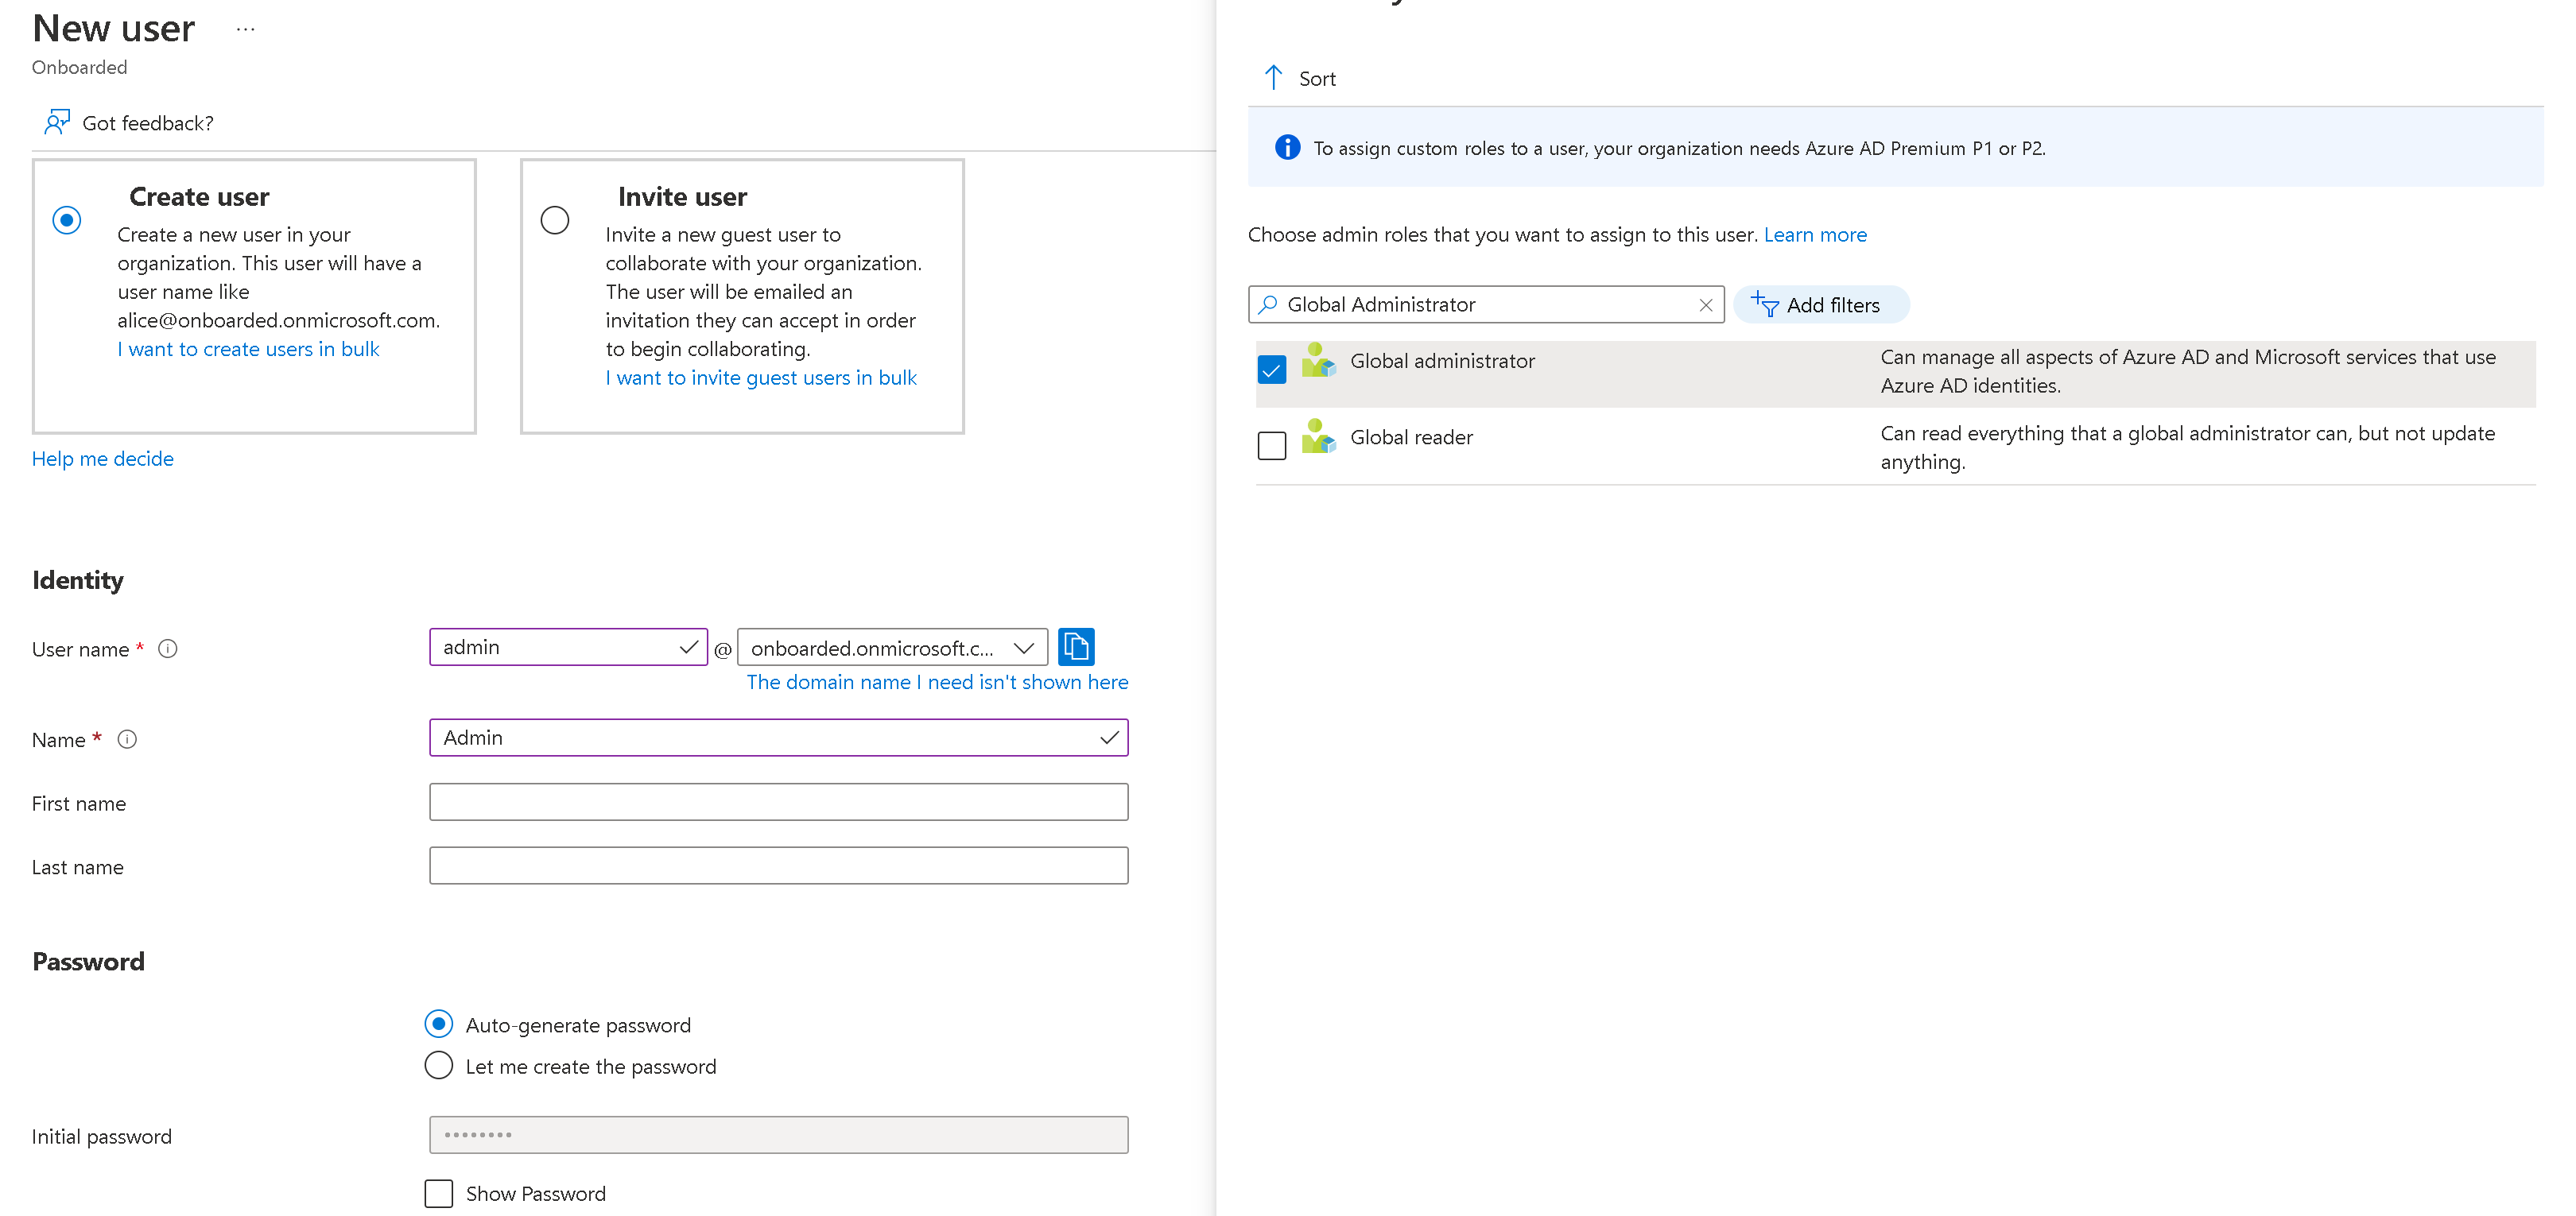 New user ...
Onboarded
Got feedback?
Create user
Create a new user in your
organization. This user will have a
user name like
alice@onboarded.onmicrosoft.com.
I want to create users in bulk
Invite user
Invite a new guest user to
collaborate with your organization.
The user will be emailed an
invitation they can accept in order
to begin collaborating.
I want to invite guest users in bulk
Help me decide
Identity
User name *
admin
@
onboarded.onmicrosoft.c...
The domain name I need isn't shown here
Name *
Admin
First name
Last name
Password
Auto-generate password
Let me create the password
Initial password
••••••••
Show Password
Sort
To assign custom roles to a user, your organization needs Azure AD Premium P1 or P2.
Choose admin roles that you want to assign to this user. Learn more
Global Administrator
Add filters
Global administrator
Can manage all aspects of Azure AD and Microsoft services that use
Azure AD identities.
Global reader
Can read everything that a global administrator can, but not update
anything.